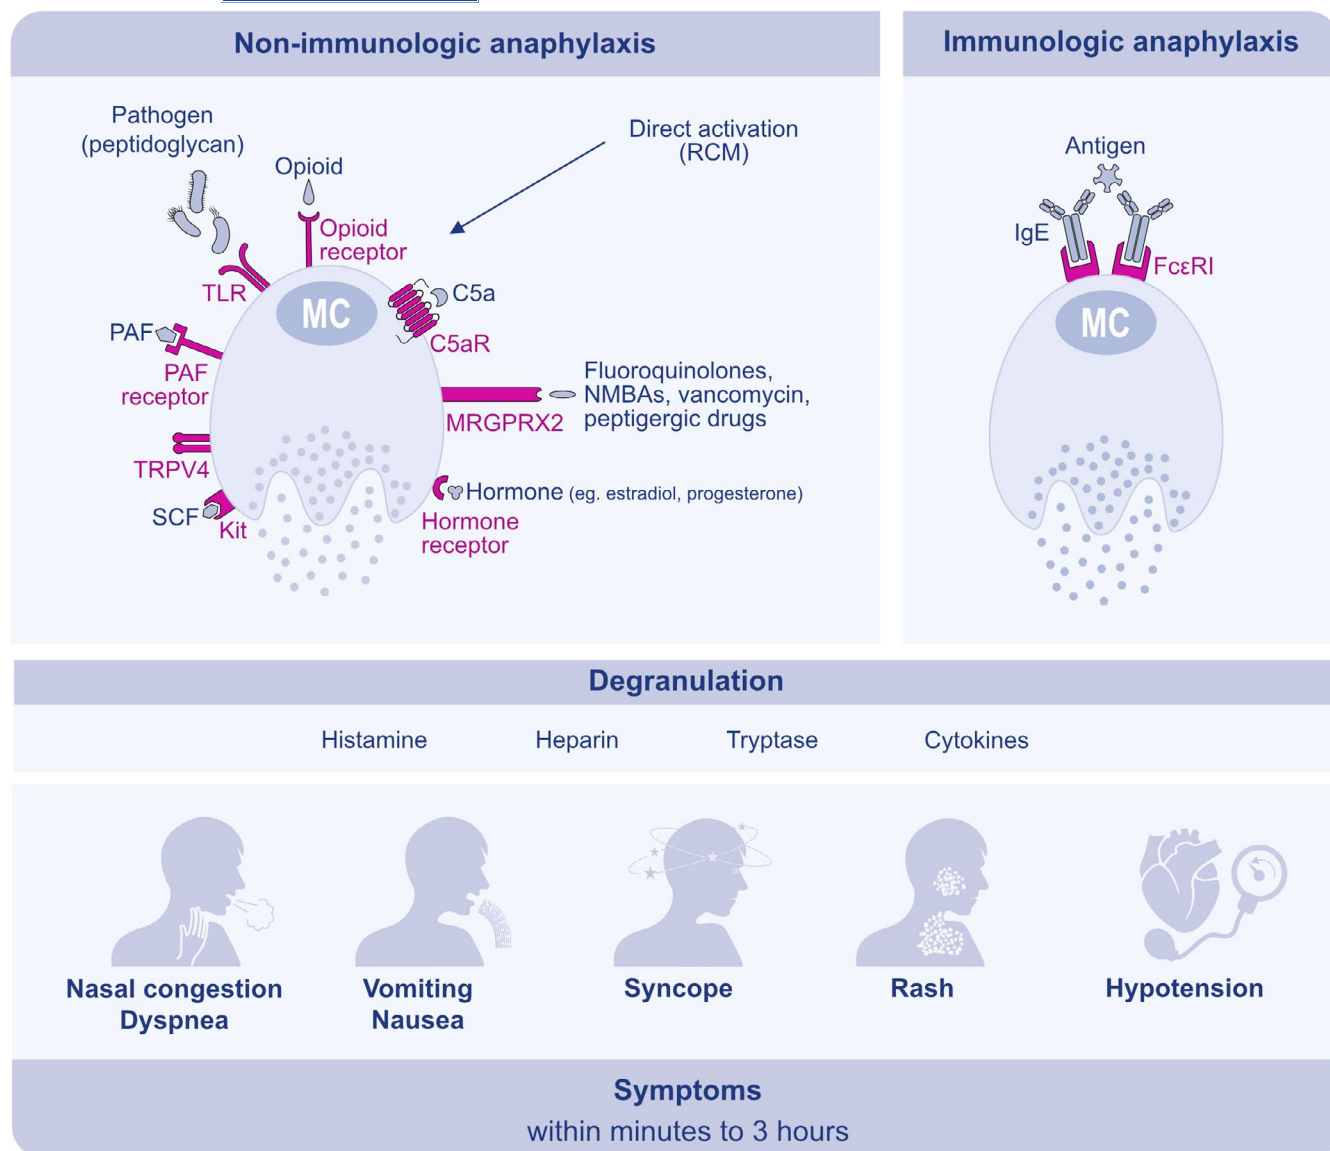 Non-immunologic anaphylaxis
Pathogen
(peptidoglycan)
Opioid
Direct activation
(RCM)
Opioid
receptor
TLR
MC
C5a
C5aR
PAF
PAF
receptor
Fluoroquinolones,
NMBAs, vancomycin,
peptigergic drugs
MRGPRX2
TRPV4
SCF
Kit
Hormone (eg. estradiol, progesterone)
Hormone
receptor
Immunologic anaphylaxis
Antigen
IgE
FcεRI
MC
Degranulation
Histamine
Heparin
Tryptase
Cytokines
Nasal congestion
Dyspnea
Vomiting
Nausea
Syncope
Rash
Hypotension
Symptoms
within minutes to 3 hours